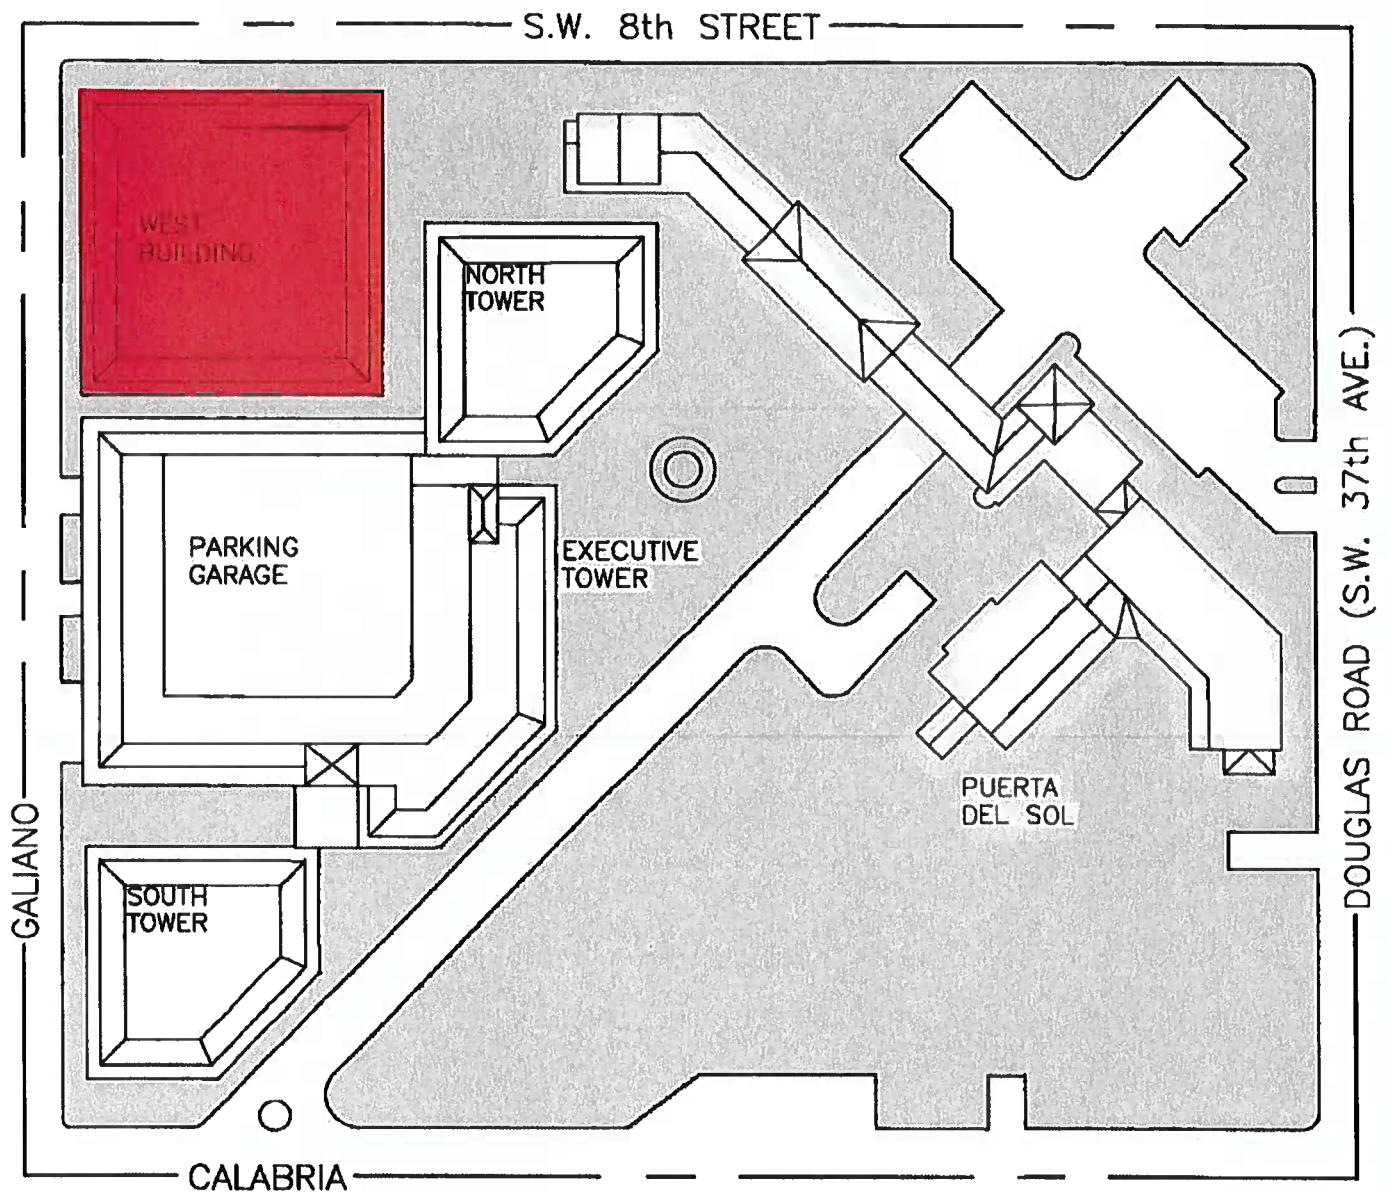 S.W. 8th STREET
WEST
BUILDING
NORTH
TOWER
PARKING
GARAGE
EXECUTIVE
TOWER
DOUGLAS ROAD (S.W. 37th AVE.)
PUERTA
DEL SOL
GALIANO
SOUTH
TOWER
CALABRIA